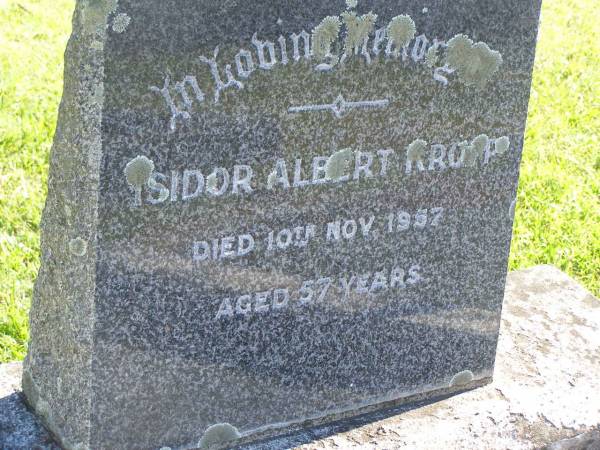 In Loving Memory
ISIDOR ALBERT KROPP
DIED 10TH NOV. 1957
AGED 57 YEARS